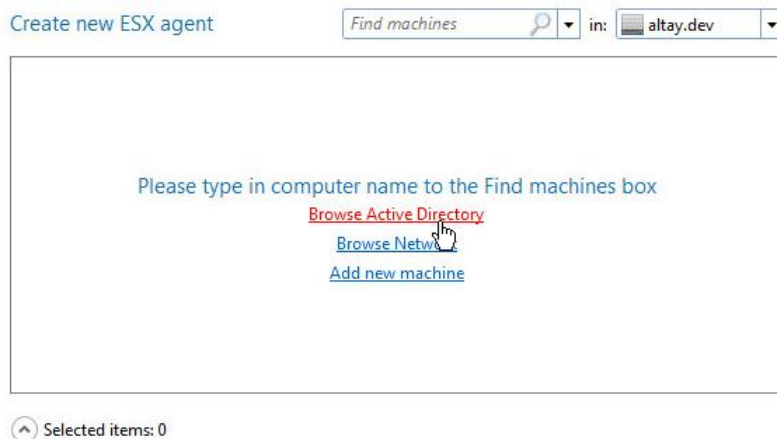 Create new ESX agent Find machines in: altay.dev
Please type in computer name to the Find machines box
Browse Active Directory
Browse Network
Add new machine
Selected items: 0